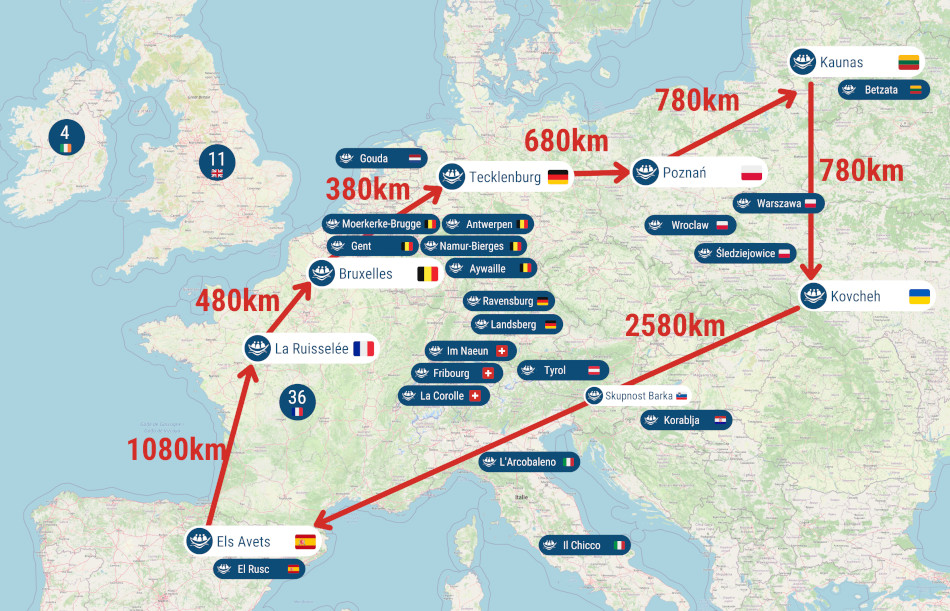 Kaunas
Betzata
780km
4
11
680km
Gouda
Tecklenburg
Poznań
780km
380km
Warszawa
Moerkerke-Brugge
Antwerpen
Wroclaw
Gent
Namur-Bierges
Śledziejowice
Bruxelles
Aywaille
480km
Ravensburg
Kovcheh
Landsberg
2580km
La Ruisselée
Im Naeun
Fribourg
Tyrol
36
La Corolle
Skupnost Barka
Korablja
1080km
L'Arcobaleno
Italie
Els Avets
Il Chicco
El Rusc